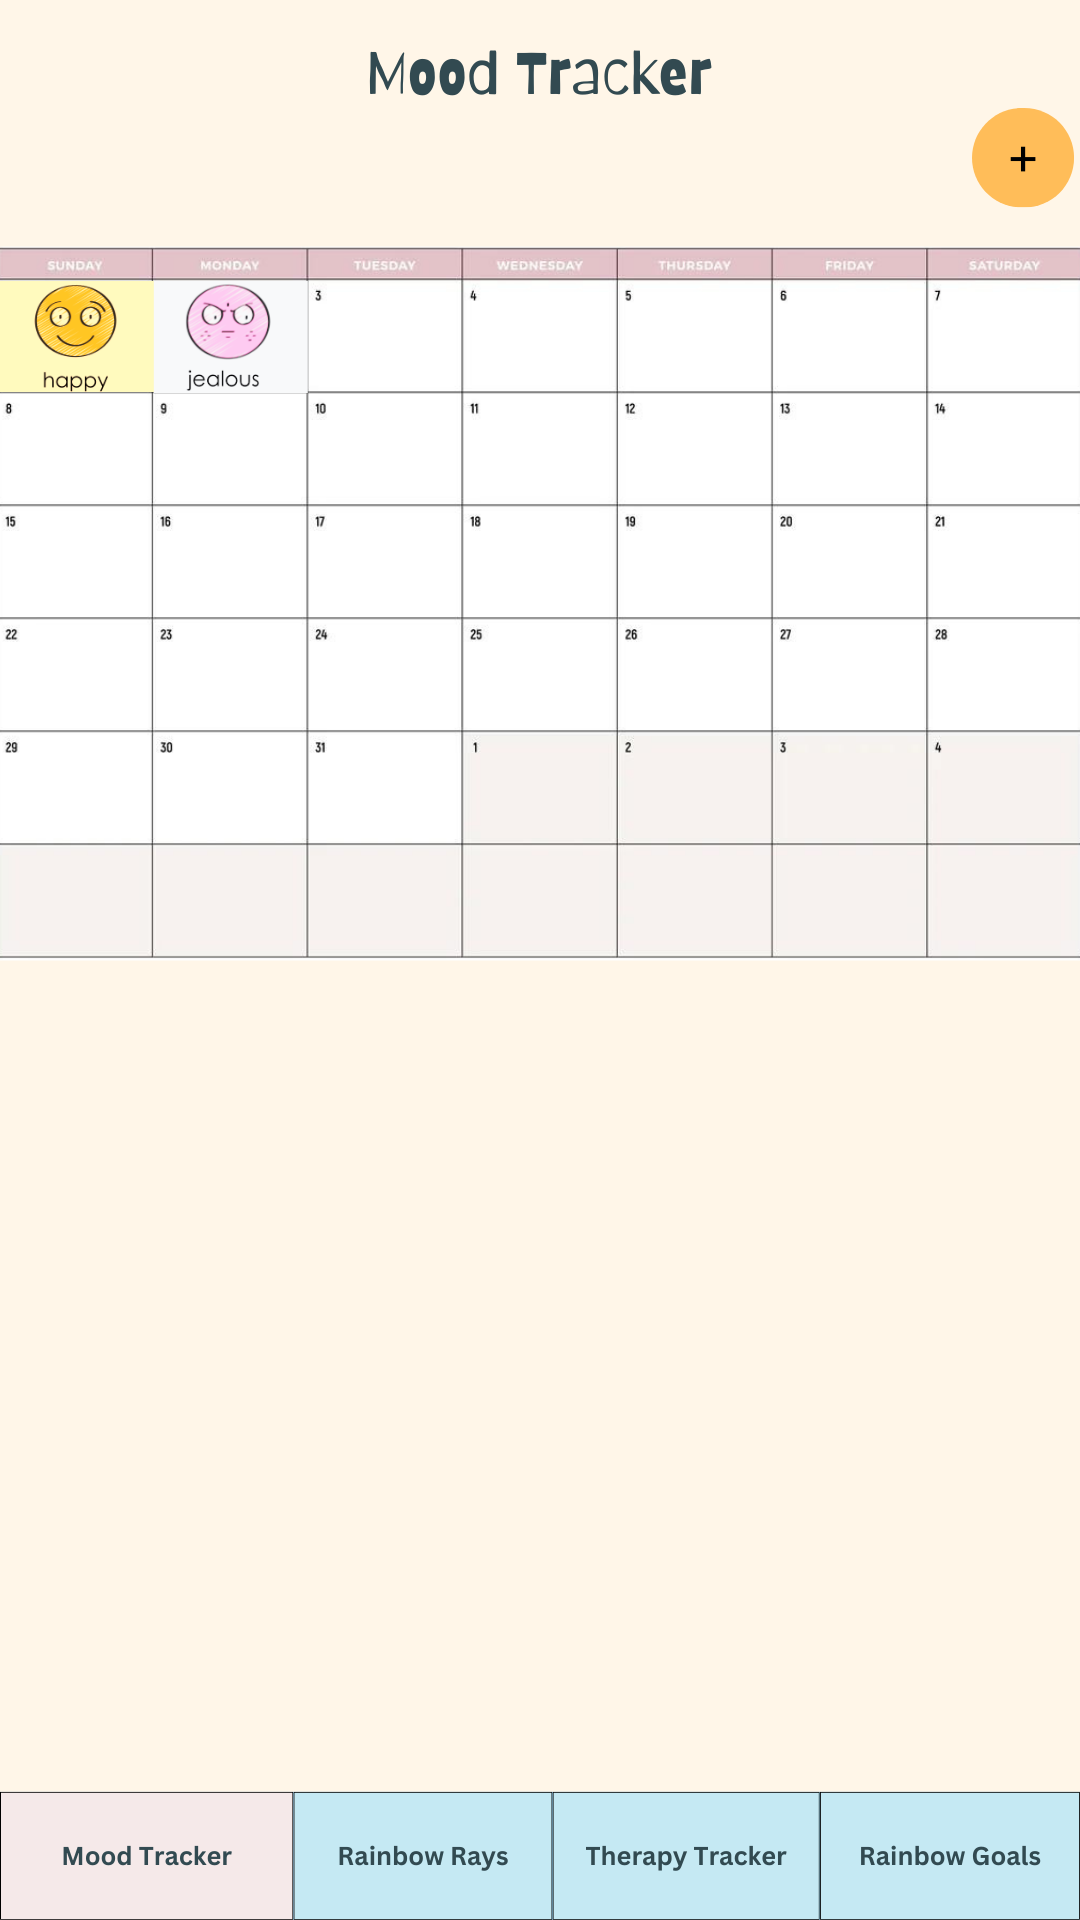 Mood Tracker
+
SUNDAY MONDAY TUESDAY WEDNESDAY THURSDAY FRIDAY SATURDAY
3 4 5 6 7
happy jealous
8 9 10 11 12 13 14
15 16 17 18 19 20 21
22 23 24 25 26 27 28
29 30 31 1 2 3 4
Mood Tracker Rainbow Rays Therapy Tracker Rainbow Goals